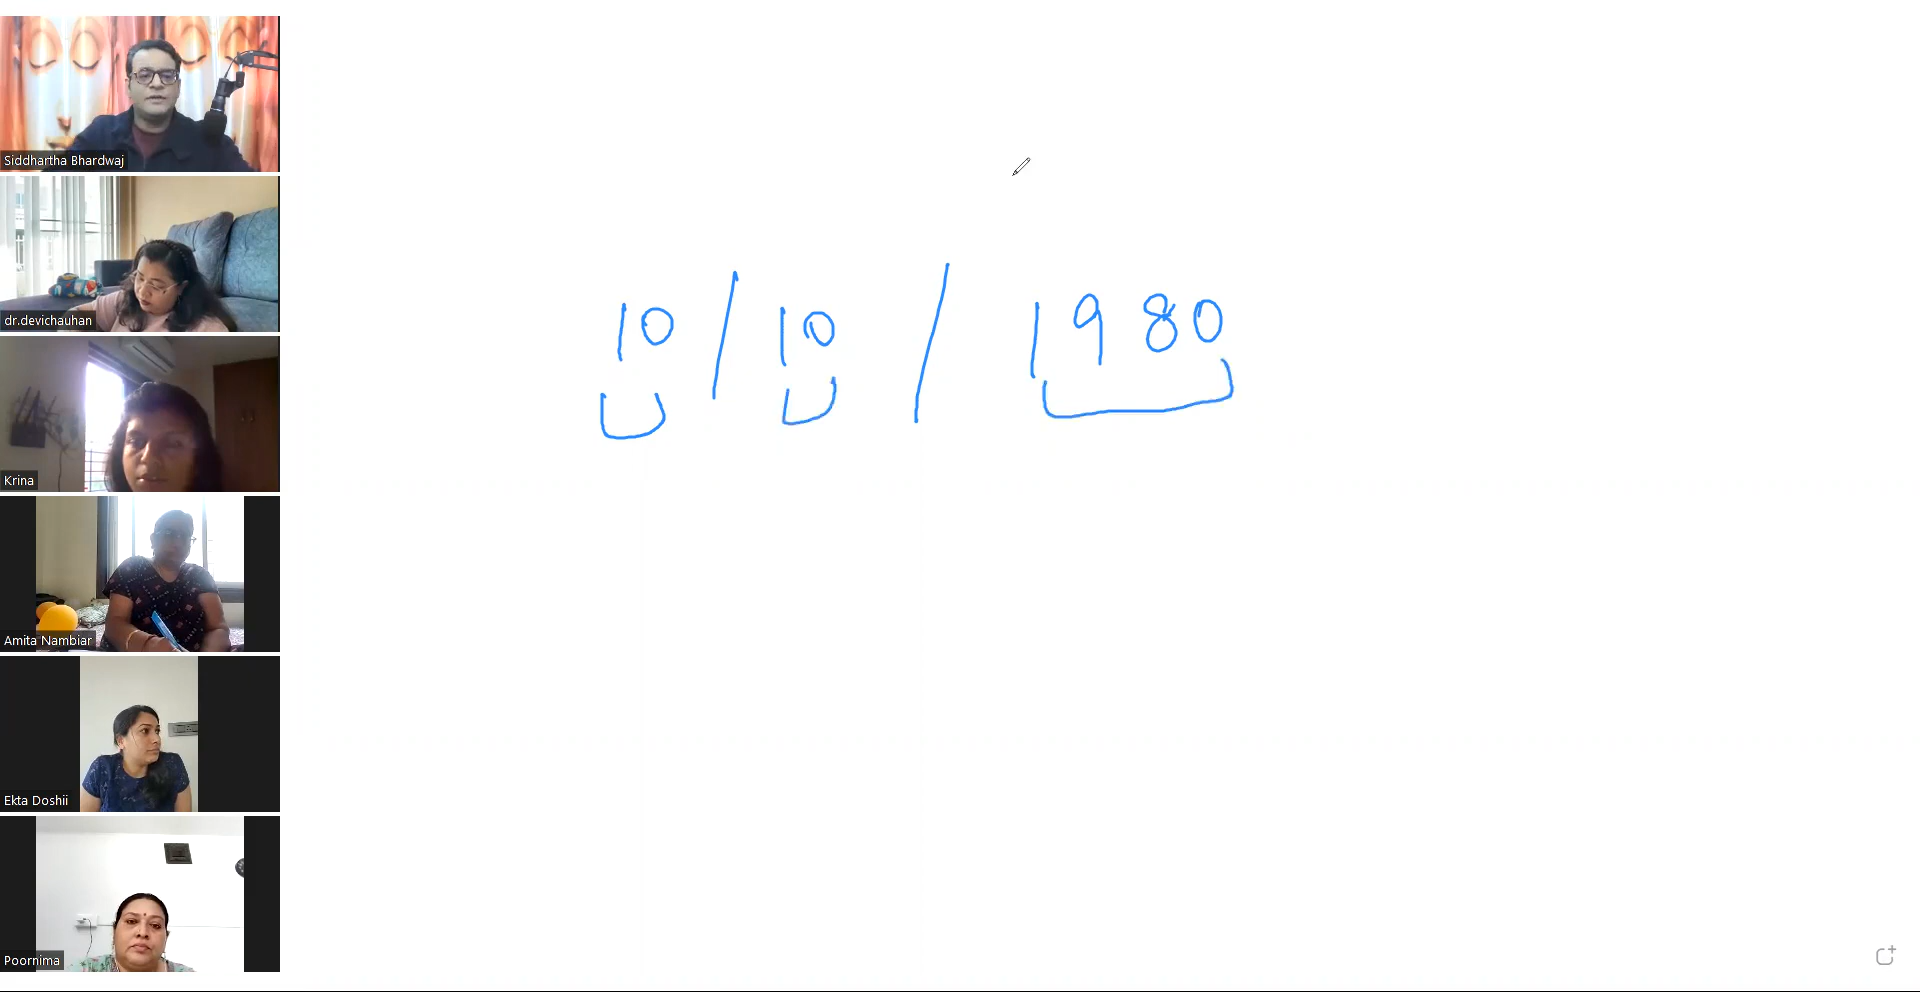 Siddhartha Bhardwaj
dr.devichauhan
Krina
Amita Nambiar
Ekta Doshii
Poornima
10 / 10 / 1980